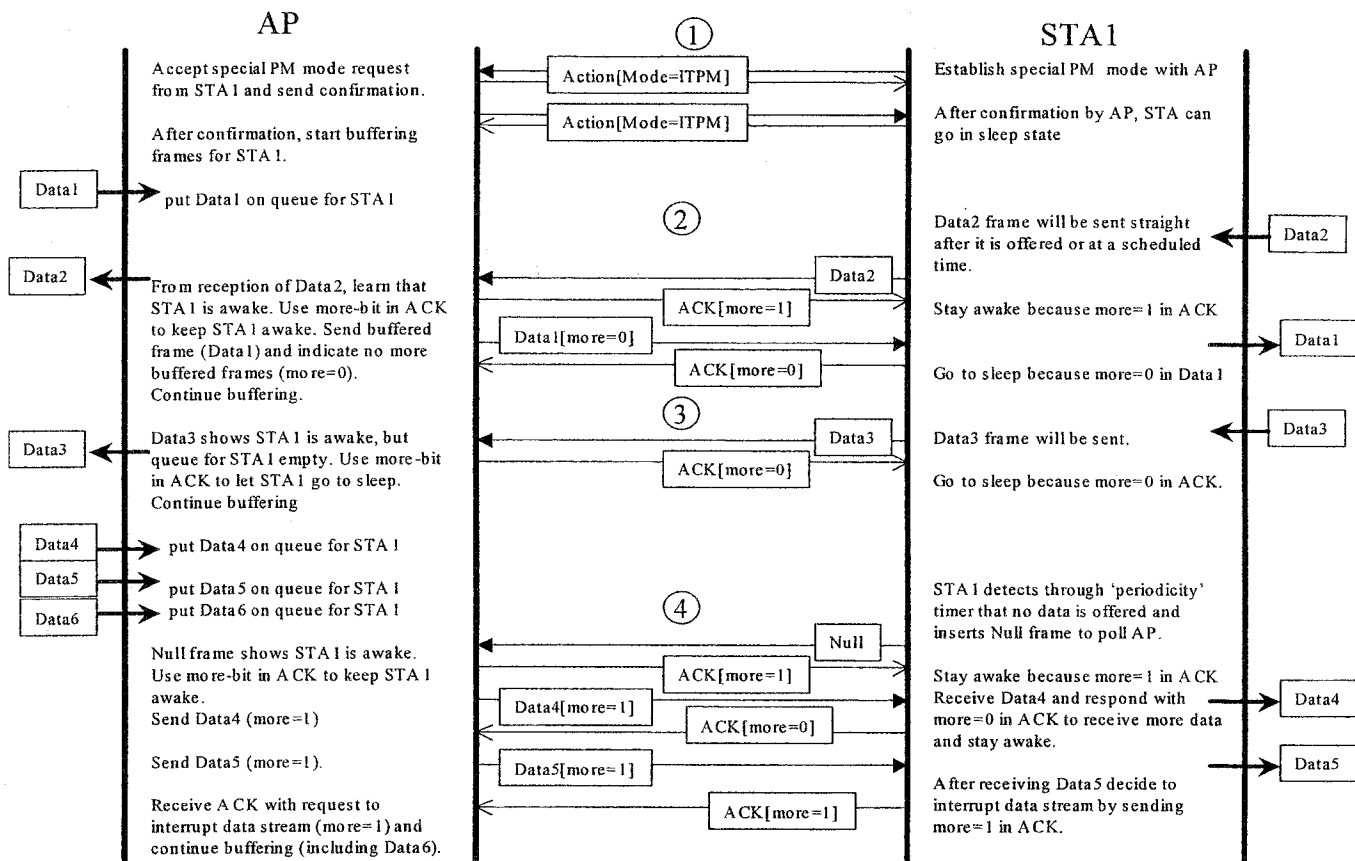 AP
①
STA1
Accept special PM mode request
from STA1 and send confirmation.
Action[Mode=ITPM]
Establish special PM mode with AP
After confirmation, start buffering
frames for STA1.
Action[Mode=ITPM]
After confirmation by AP, STA can
go in sleep state
Data1
put Data1 on queue for STA1
②
Data2 frame will be sent straight
after it is offered or at a scheduled
time.
Data2
Data2
From reception of Data2, learn that
STA1 is awake. Use more-bit in ACK
to keep STA1 awake. Send buffered
frame (Data1) and indicate no more
buffered frames (more=0).
Continue buffering.
Data2
ACK[more=1]
Data1[more=0]
ACK[more=0]
Stay awake because more=1 in ACK
Data1
Go to sleep because more=0 in Data1
③
Data3
Data3 shows STA1 is awake, but
queue for STA1 empty. Use more-bit
in ACK to let STA1 go to sleep.
Continue buffering
Data3
ACK[more=0]
Data3 frame will be sent.
Data3
Go to sleep because more=0 in ACK.
Data4
put Data4 on queue for STA1
Data5
put Data5 on queue for STA1
Data6
put Data6 on queue for STA1
④
STA1 detects through ‘periodicity’
timer that no data is offered and
inserts Null frame to poll AP.
Null frame shows STA1 is awake.
Use more-bit in ACK to keep STA1
awake.
Send Data4 (more=1)
Null
ACK[more=1]
Data4[more=1]
ACK[more=0]
Stay awake because more=1 in ACK
Receive Data4 and respond with
more=0 in ACK to receive more data
and stay awake.
Data4
Send Data5 (more=1).
Data5[more=1]
Data5
Receive ACK with request to
interrupt data stream (more=1) and
continue buffering (including Data6).
ACK[more=1]
After receiving Data5 decide to
interrupt data stream by sending
more=1 in ACK.